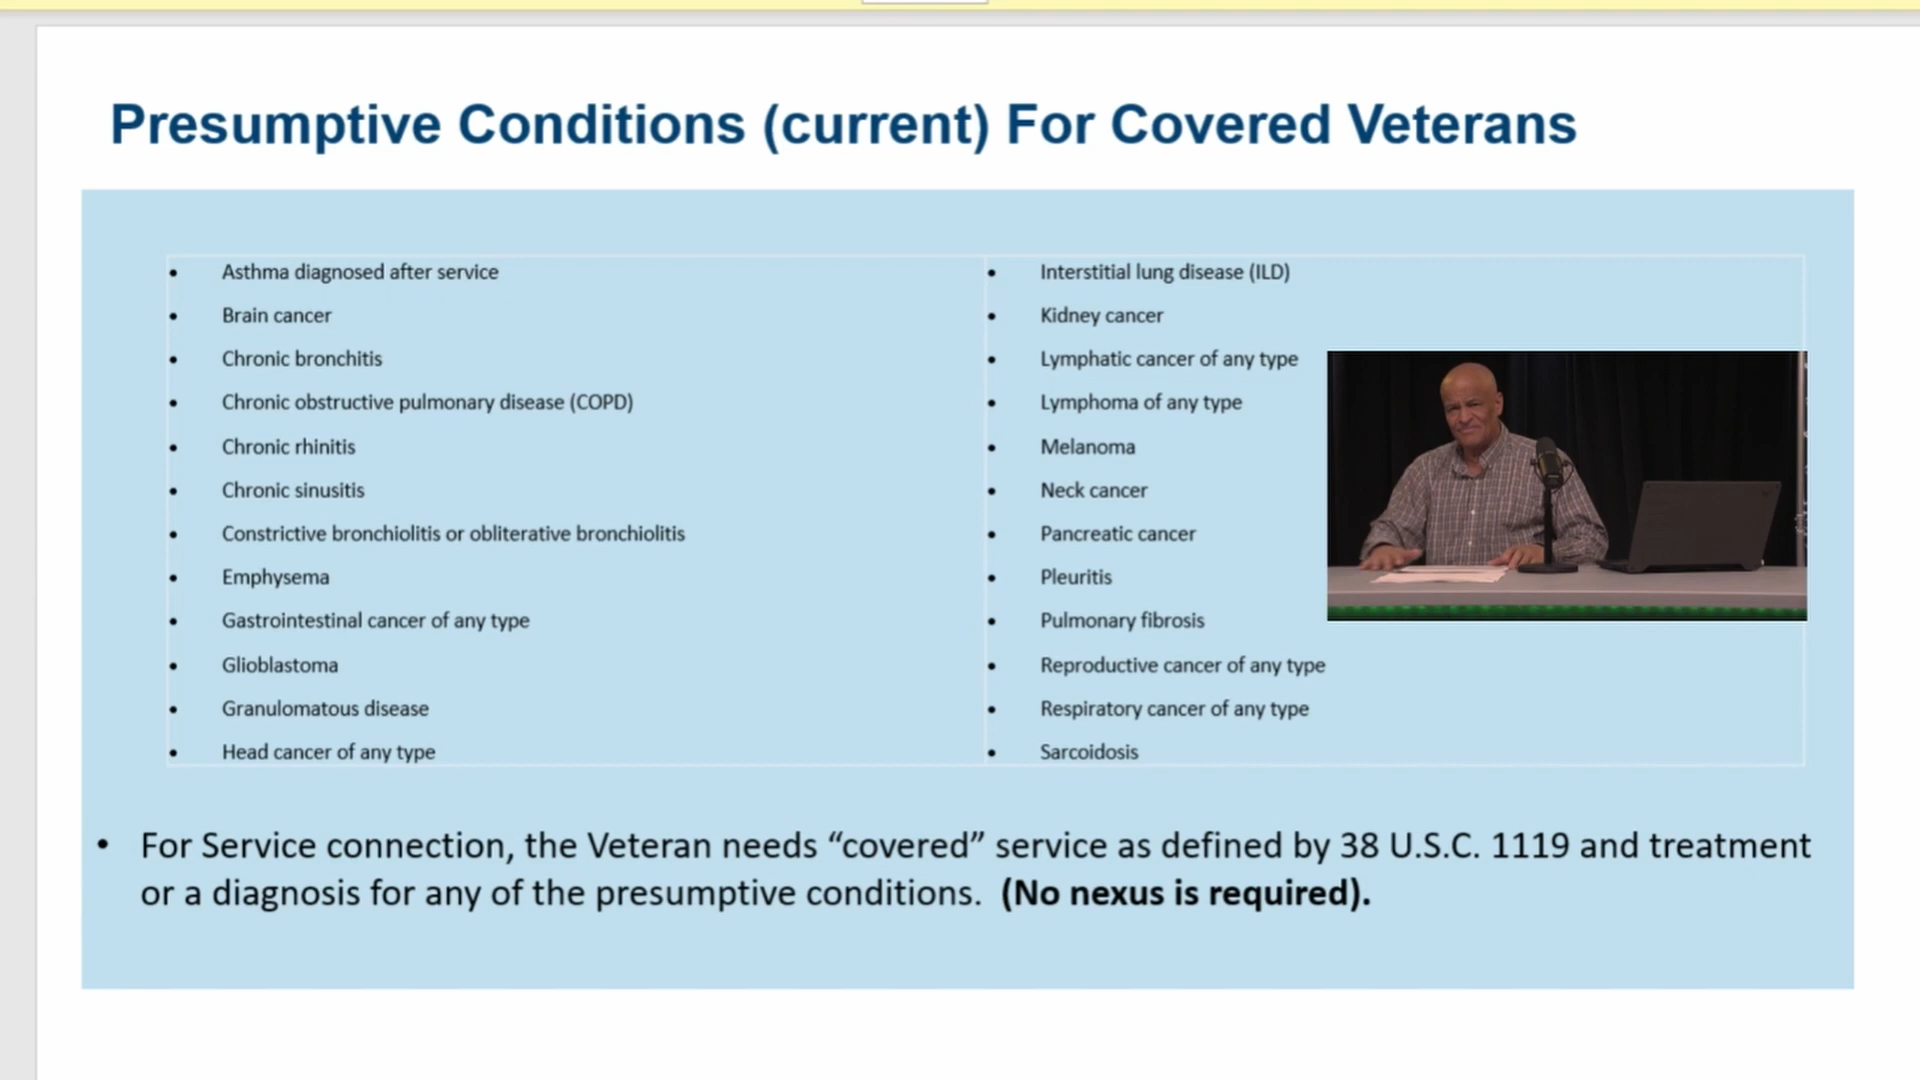 Presumptive Conditions (current) For Covered Veterans
• Asthma diagnosed after service
• Brain cancer
• Chronic bronchitis
• Chronic obstructive pulmonary disease (COPD)
• Chronic rhinitis
• Chronic sinusitis
• Constrictive bronchiolitis or obliterative bronchiolitis
• Emphysema
• Gastrointestinal cancer of any type
• Glioblastoma
• Granulomatous disease
• Head cancer of any type
• Interstitial lung disease (ILD)
• Kidney cancer
• Lymphatic cancer of any type
• Lymphoma of any type
• Melanoma
• Neck cancer
• Pancreatic cancer
• Pleuritis
• Pulmonary fibrosis
• Reproductive cancer of any type
• Respiratory cancer of any type
• Sarcoidosis
• For Service connection, the Veteran needs “covered” service as defined by 38 U.S.C. 1119 and treatment
or a diagnosis for any of the presumptive conditions. (No nexus is required).